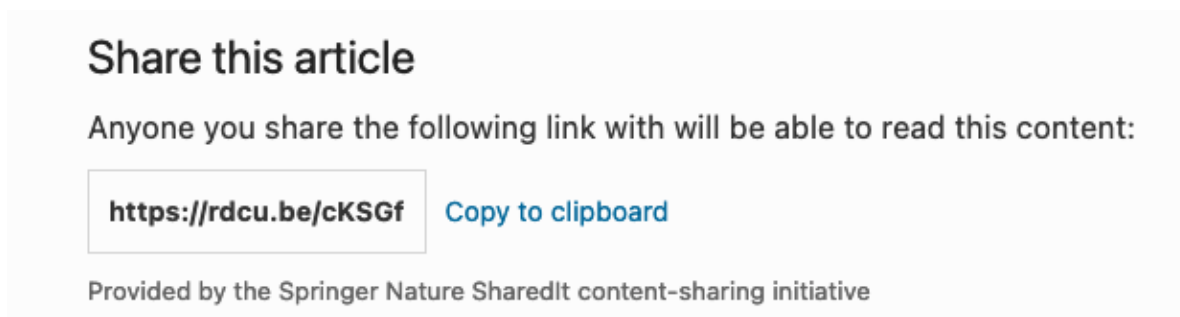 Share this article
Anyone you share the following link with will be able to read this content:
https://rdcu.be/cKSGf Copy to clipboard
Provided by the Springer Nature SharedIt content-sharing initiative